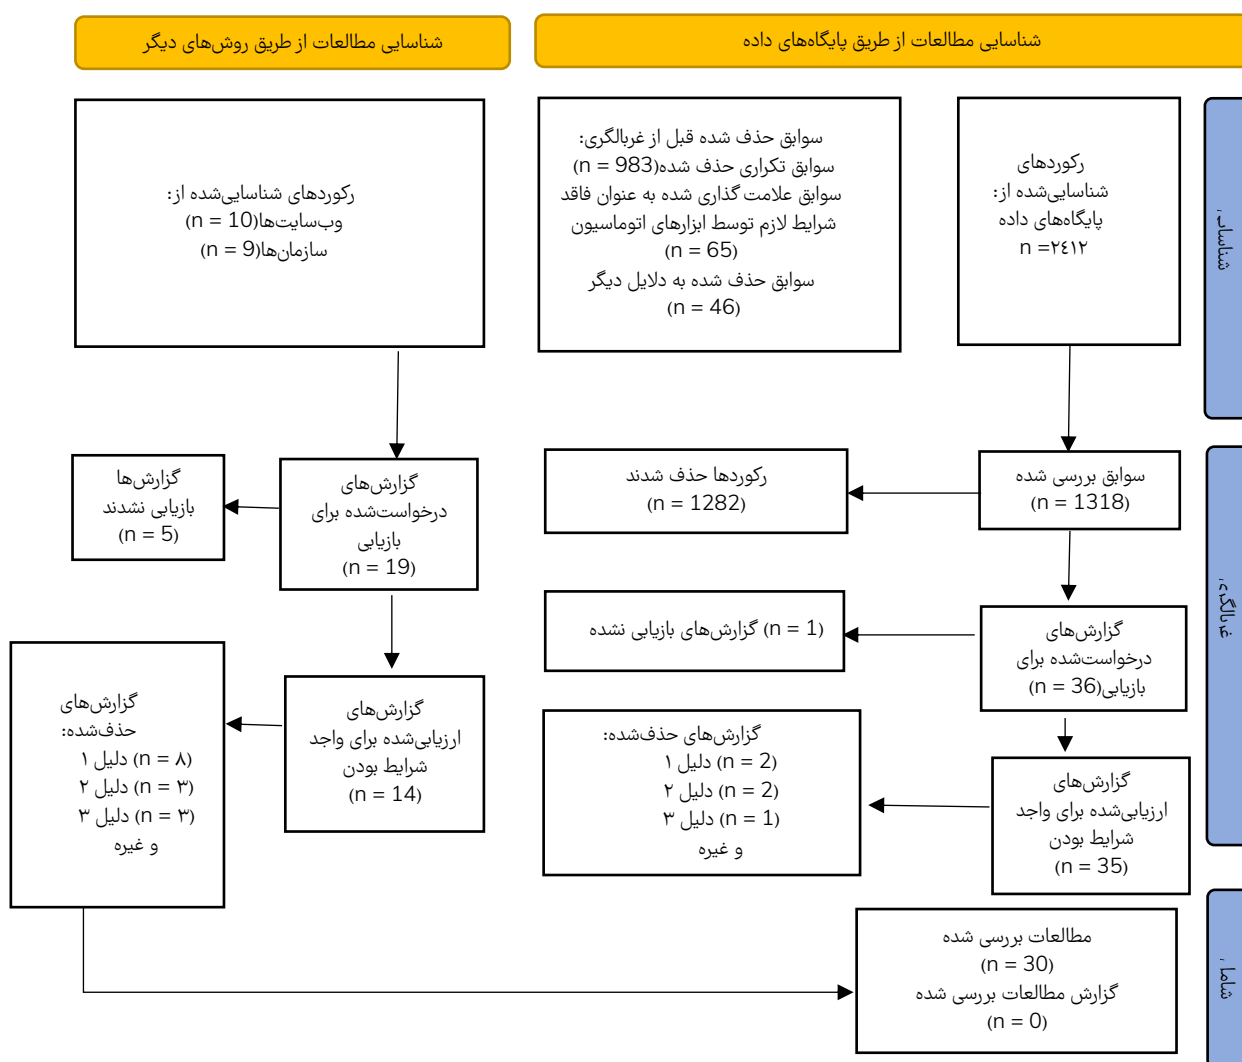 شناسایی مطالعات از طریق پایگاه‌های داده
شناسایی مطالعات از طریق روش‌های دیگر
شناسایی
رکوردهای
شناسایی‌شده از:
پایگاه‌های داده
n =۲٤۱۲
سوابق حذف شده قبل از غربالگری:
سوابق تکراری حذف شده(n = 983)
سوابق علامت گذاری شده به عنوان فاقد
شرایط لازم توسط ابزارهای اتوماسیون
(n = 65)
سوابق حذف شده به دلایل دیگر
(n = 46)
رکوردهای شناسایی‌شده از:
وب‌سایت‌ها(n = 10)
سازمان‌ها(n = 9)
غربالگری
سوابق بررسی شده
(n = 1318)
رکوردها حذف شدند
(n = 1282)
گزارش‌های
درخواست‌شده برای
بازیابی
(n = 19)
گزارش‌ها
بازیابی نشدند
(n = 5)
گزارش‌های
درخواست‌شده برای
بازیابی(n = 36)
(n = 1) گزارش‌های بازیابی نشده
گزارش‌های
ارزیابی‌شده برای واجد
شرایط بودن
(n = 35)
گزارش‌های حذف‌شده:
(n = 2) دلیل ۱
(n = 2) دلیل ۲
(n = 1) دلیل ۳
و غیره
گزارش‌های
ارزیابی‌شده برای واجد
شرایط بودن
(n = 14)
گزارش‌های
حذف‌شده:
(n = ۸) دلیل ۱
(n = ۳) دلیل ۲
(n = ۳) دلیل ۳
و غیره
شامل
مطالعات بررسی شده
(n = 30)
گزارش مطالعات بررسی شده
(n = 0)